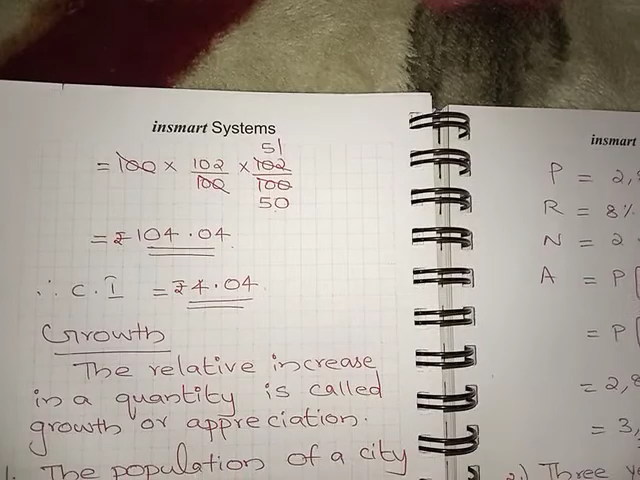 insmart Systems
51
= 100 × 102/100 × 102/100
50
= ₹104.04
∴ C.I = ₹4.04
Growth
The relative increase
in a quantity is called
growth or appreciation.
1. The population of a city
insmart
P = 2,
R = 8%
N = 2
A = P[
= P[
= 2,8
= 3,
2) Three